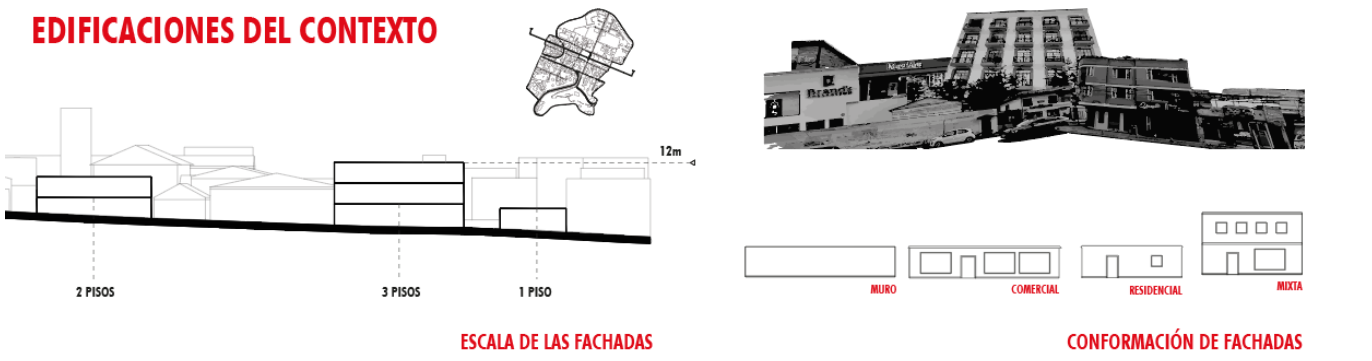 EDIFICACIONES DEL CONTEXTO
12m
2 PISOS
3 PISOS
1 PISO
ESCALA DE LAS FACHADAS
Brands
MURO
COMERCIAL
RESIDENCIAL
MIXTA
CONFORMACIÓN DE FACHADAS